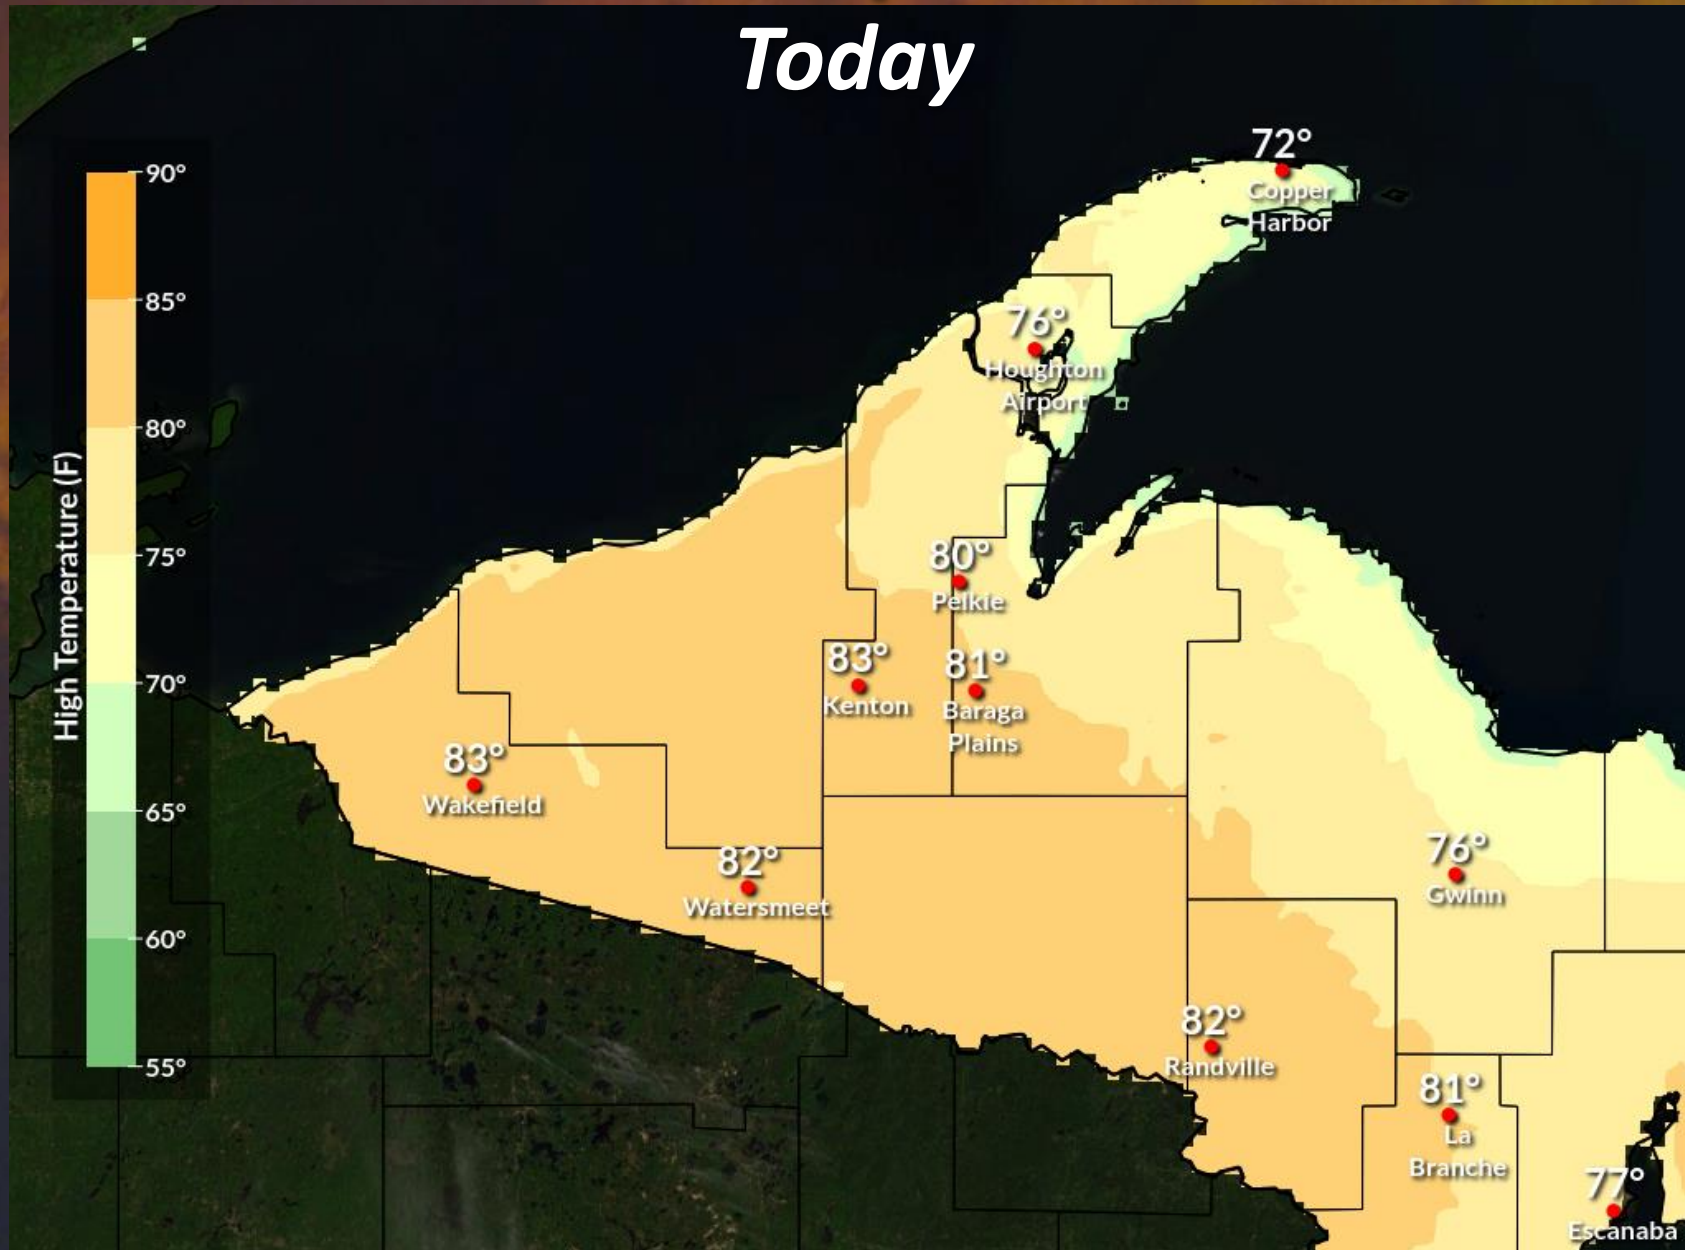 Today
90°
85°
80°
75°
70°
65°
60°
55°
High Temperature (F)
72°
Copper
Harbor
76°
Houghton
Airport
80°
Pelkie
83°
Kenton
81°
Baraga
Plains
83°
Wakefield
82°
Watersmeet
76°
Gwinn
82°
Randville
81°
La
Branche
77°
Escanaba